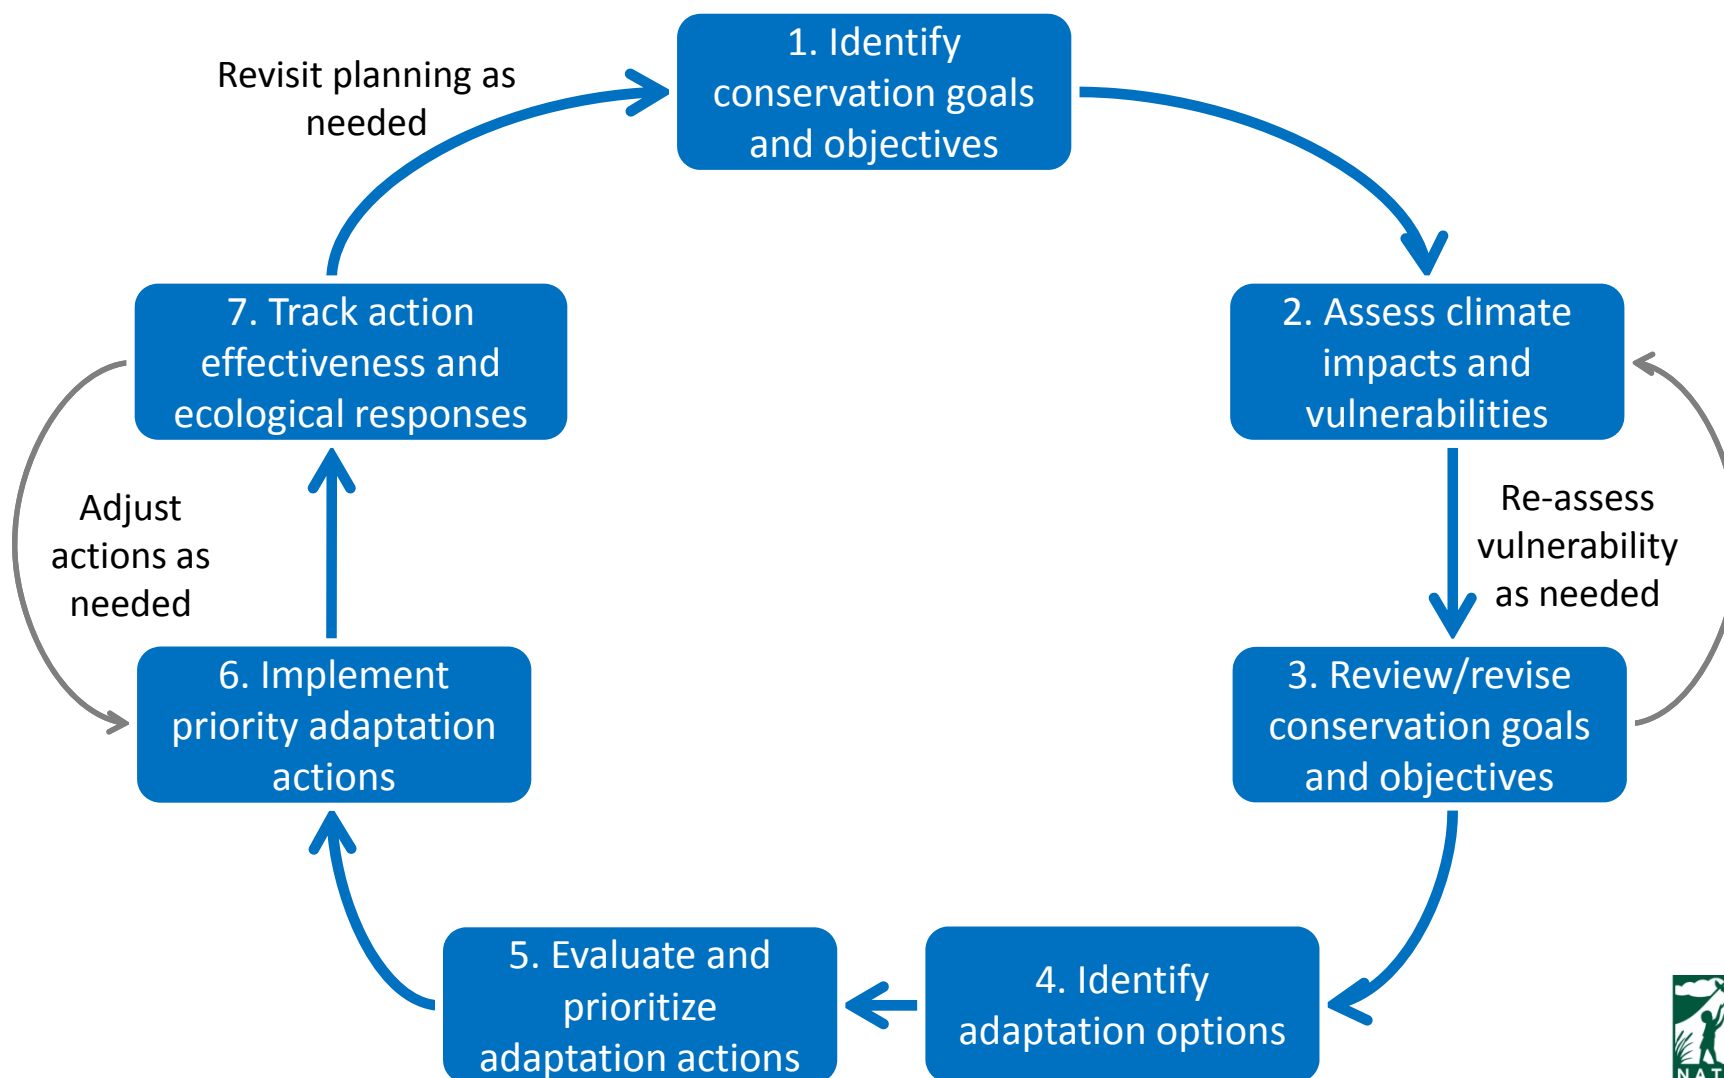 1. Identify
conservation goals
and objectives
Revisit planning as
needed
2. Assess climate
impacts and
vulnerabilities
Re-assess
vulnerability
as needed
3. Review/revise
conservation goals
and objectives
4. Identify
adaptation options
5. Evaluate and
prioritize
adaptation actions
6. Implement
priority adaptation
actions
Adjust
actions as
needed
7. Track action
effectiveness and
ecological responses